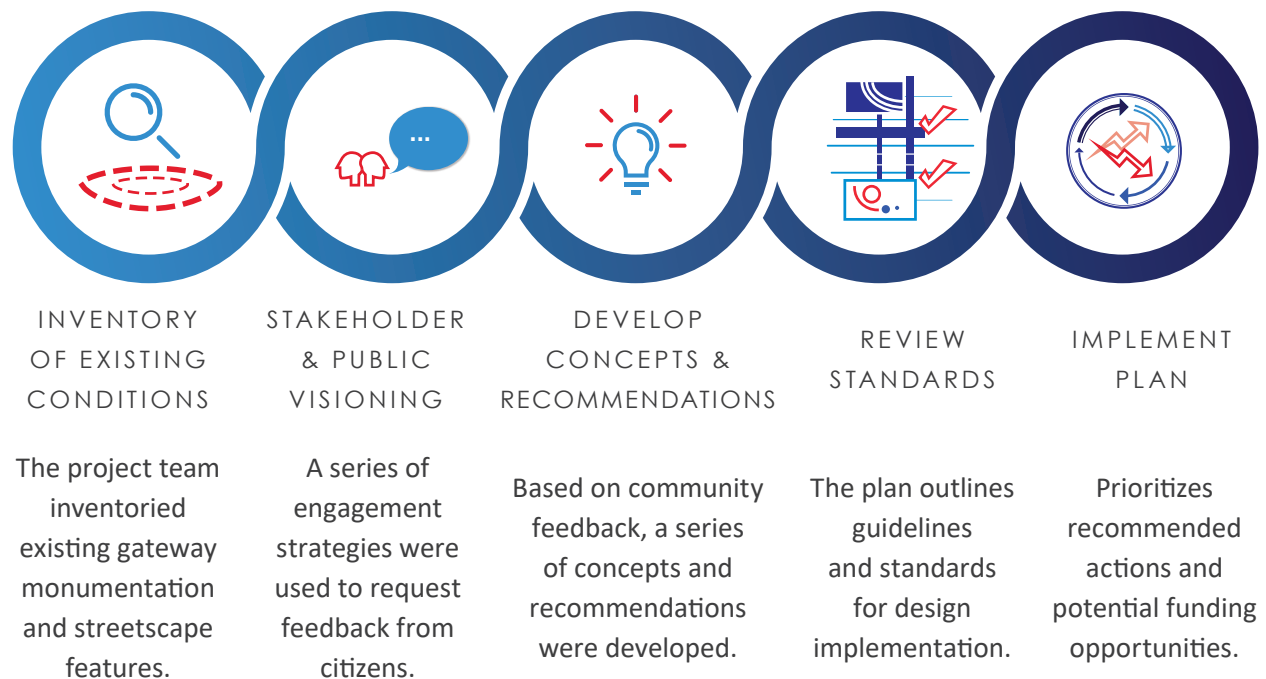 ...
INVENTORY
OF EXISTING
CONDITIONS
The project team
inventoried
existing gateway
monumentation
and streetscape
features.
STAKEHOLDER
& PUBLIC
VISIONING
A series of
engagement
strategies were
used to request
feedback from
citizens.
DEVELOP
CONCEPTS &
RECOMMENDATIONS
Based on community
feedback, a series
of concepts and
recommendations
were developed.
REVIEW
STANDARDS
The plan outlines
guidelines
and standards
for design
implementation.
IMPLEMENT
PLAN
Prioritizes
recommended
actions and
potential funding
opportunities.